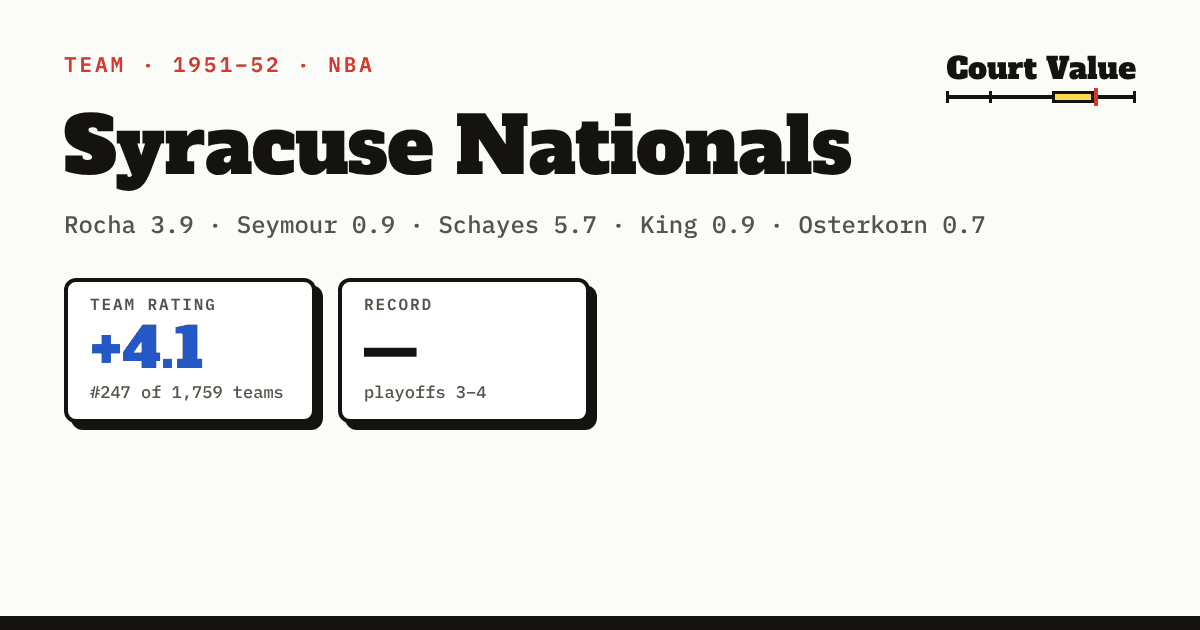 TEAM · 1951–52 · NBA
Court Value
Syracuse Nationals
Rocha 3.9 · Seymour 0.9 · Schayes 5.7 · King 0.9 · Osterkorn 0.7
TEAM RATING
+4.1
#247 of 1,759 teams
RECORD
—
playoffs 3–4